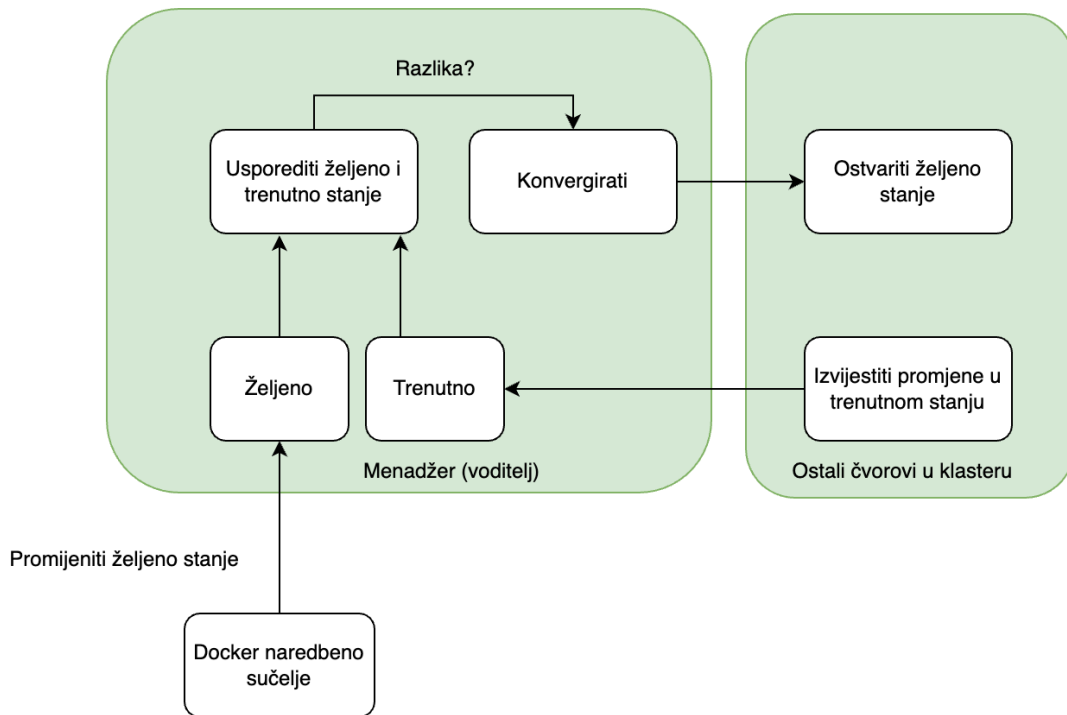 Razlika?
Usporediti željeno i
trenutno stanje
Konvergirati
Ostvariti željeno
stanje
Željeno
Trenutno
Izvijestiti promjene u
trenutnom stanju
Menadžer (voditelj)
Ostali čvorovi u klasteru
Promijeniti željeno stanje
Docker naredbeno
sučelje